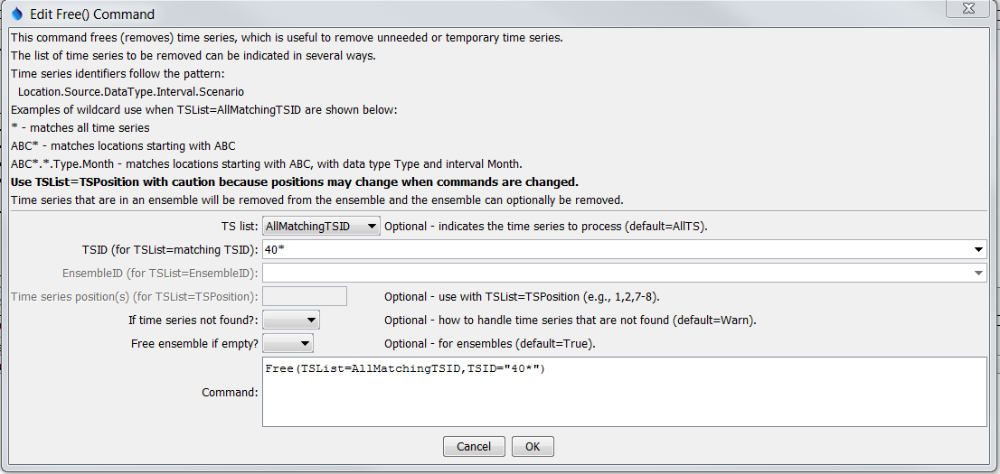 Edit Free() Command
This command frees (removes) time series, which is useful to remove unneeded or temporary time series.
The list of time series to be removed can be indicated in several ways.
Time series identifiers follow the pattern:
Location.Source.DataType.Interval.Scenario
Examples of wildcard use when TSList=AllMatchingTSID are shown below:
* - matches all time series
ABC* - matches locations starting with ABC
ABC*.*.Type.Month - matches locations starting with ABC, with data type Type and interval Month.
Use TSList=TSPosition with caution because positions may change when commands are changed.
Time series that are in an ensemble will be removed from the ensemble and the ensemble can optionally be removed.
TS list: AllMatchingTSID Optional - indicates the time series to process (default=AllTS).
TSID (for TSList=matching TSID): 40*
EnsembleID (for TSList=EnsembleID):
Time series position(s) (for TSList=TSPosition): Optional - use with TSList=TSPosition (e.g., 1,2,7-8).
If time series not found?: Optional - how to handle time series that are not found (default=Warn).
Free ensemble if empty? Optional - for ensembles (default=True).
Free(TSList=AllMatchingTSID,TSID="40*")
Command:
Cancel OK